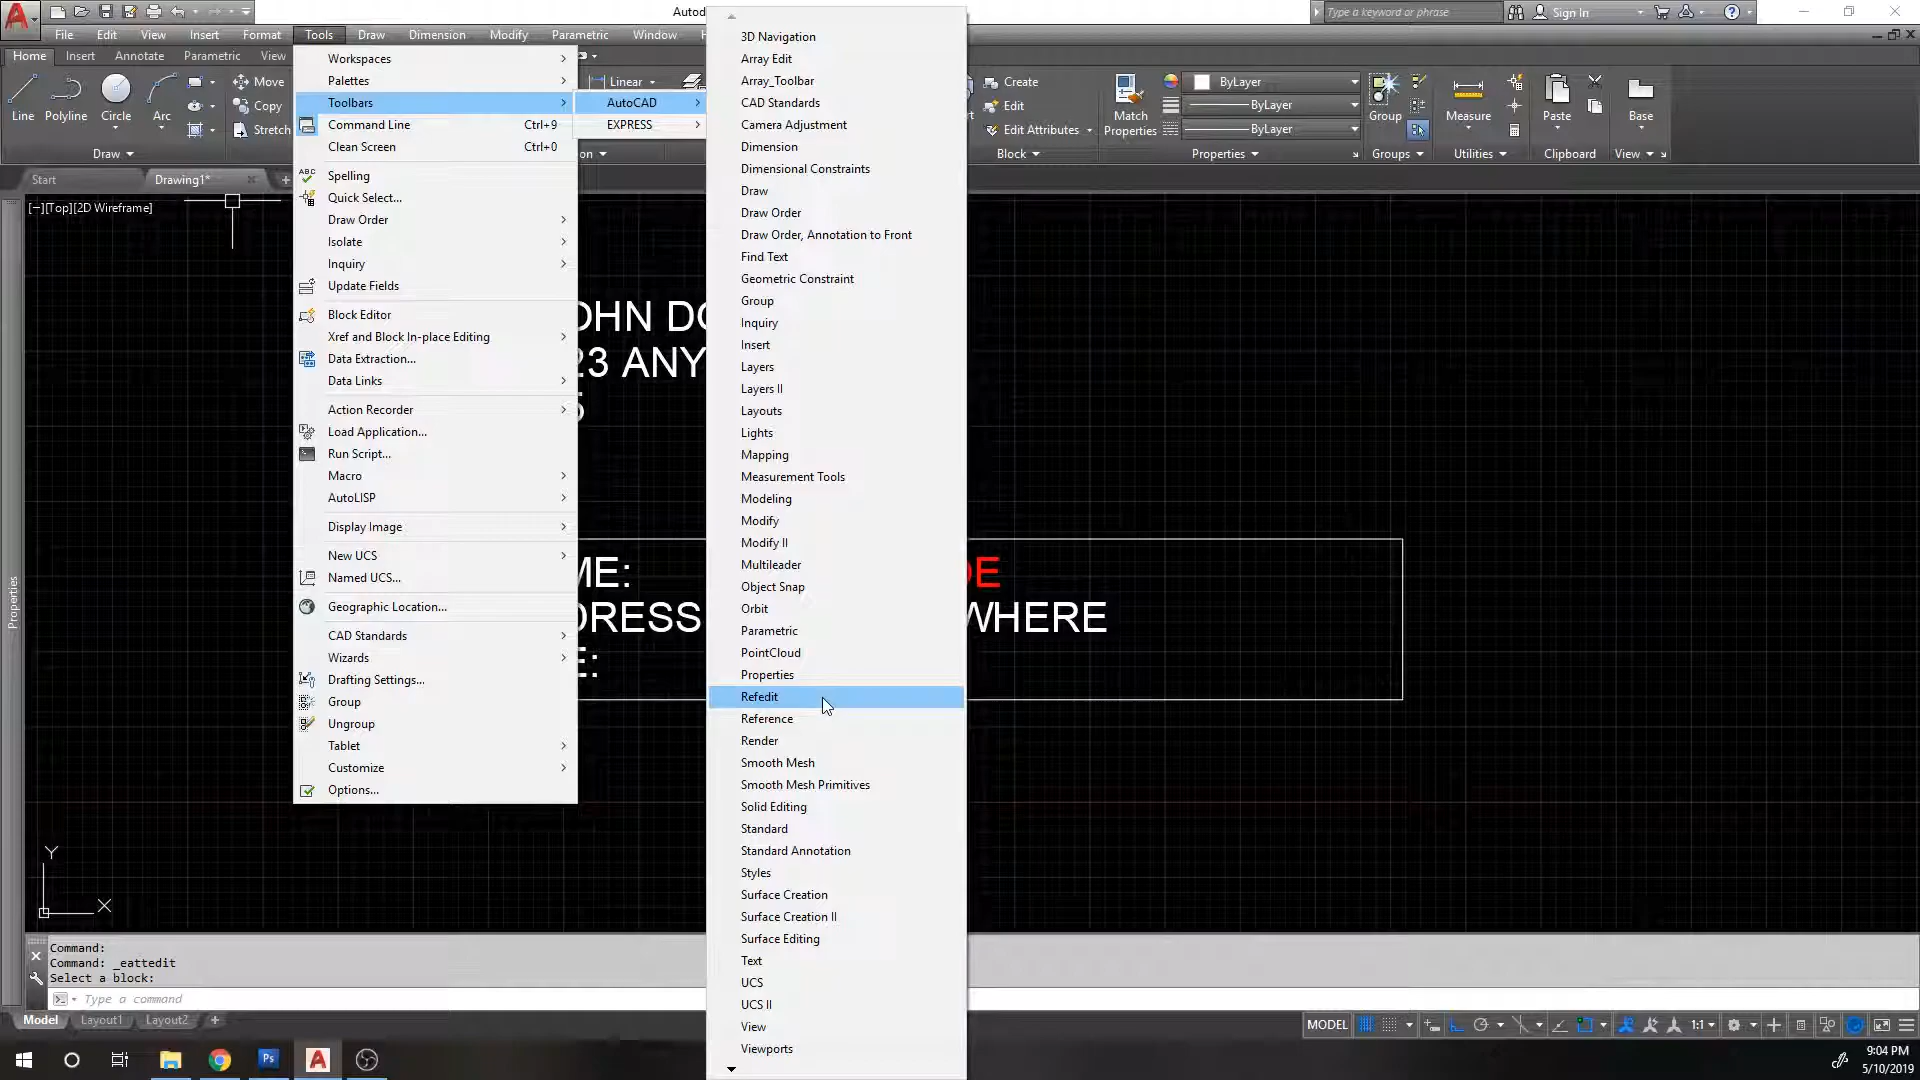 Autod
Type a keyword or phrase
Sign In
File Edit View Insert Format Tools Draw Dimension Modify Parametric Window H
Home Insert Annotate Parametric View
Line Polyline Circle Arc
Move
Copy
Stretch
Draw
Linear
Create
Edit
Edit Attributes
Block
Match
Properties
ByLayer
ByLayer
ByLayer
Properties
Group
Groups
Measure
Utilities
Paste
Clipboard
Base
View
Start Drawing1*
[−][Top][2D Wireframe]
Properties
Workspaces
Palettes
Toolbars
Command Line Ctrl+9
Clean Screen Ctrl+0
Spelling
Quick Select...
Draw Order
Isolate
Inquiry
Update Fields
Block Editor
Xref and Block In-place Editing
Data Extraction...
Data Links
Action Recorder
Load Application...
Run Script...
Macro
AutoLISP
Display Image
New UCS
Named UCS...
Geographic Location...
CAD Standards
Wizards
Drafting Settings...
Group
Ungroup
Tablet
Customize
Options...
AutoCAD
EXPRESS
3D Navigation
Array Edit
Array_Toolbar
CAD Standards
Camera Adjustment
Dimension
Dimensional Constraints
Draw
Draw Order
Draw Order, Annotation to Front
Find Text
Geometric Constraint
Group
Inquiry
Insert
Layers
Layers II
Layouts
Lights
Mapping
Measurement Tools
Modeling
Modify
Modify II
Multileader
Object Snap
Orbit
Parametric
PointCloud
Properties
Refedit
Reference
Render
Smooth Mesh
Smooth Mesh Primitives
Solid Editing
Standard
Standard Annotation
Styles
Surface Creation
Surface Creation II
Surface Editing
Text
UCS
UCS II
View
Viewports
OHN DO
23 ANY
5
ME: OE
DRESS WHERE
E:
Y
X
Command:
Command: _eattedit
Select a block:
Type a command
Model Layout1 Layout2 +
MODEL 1:1
9:04 PM
5/10/2019